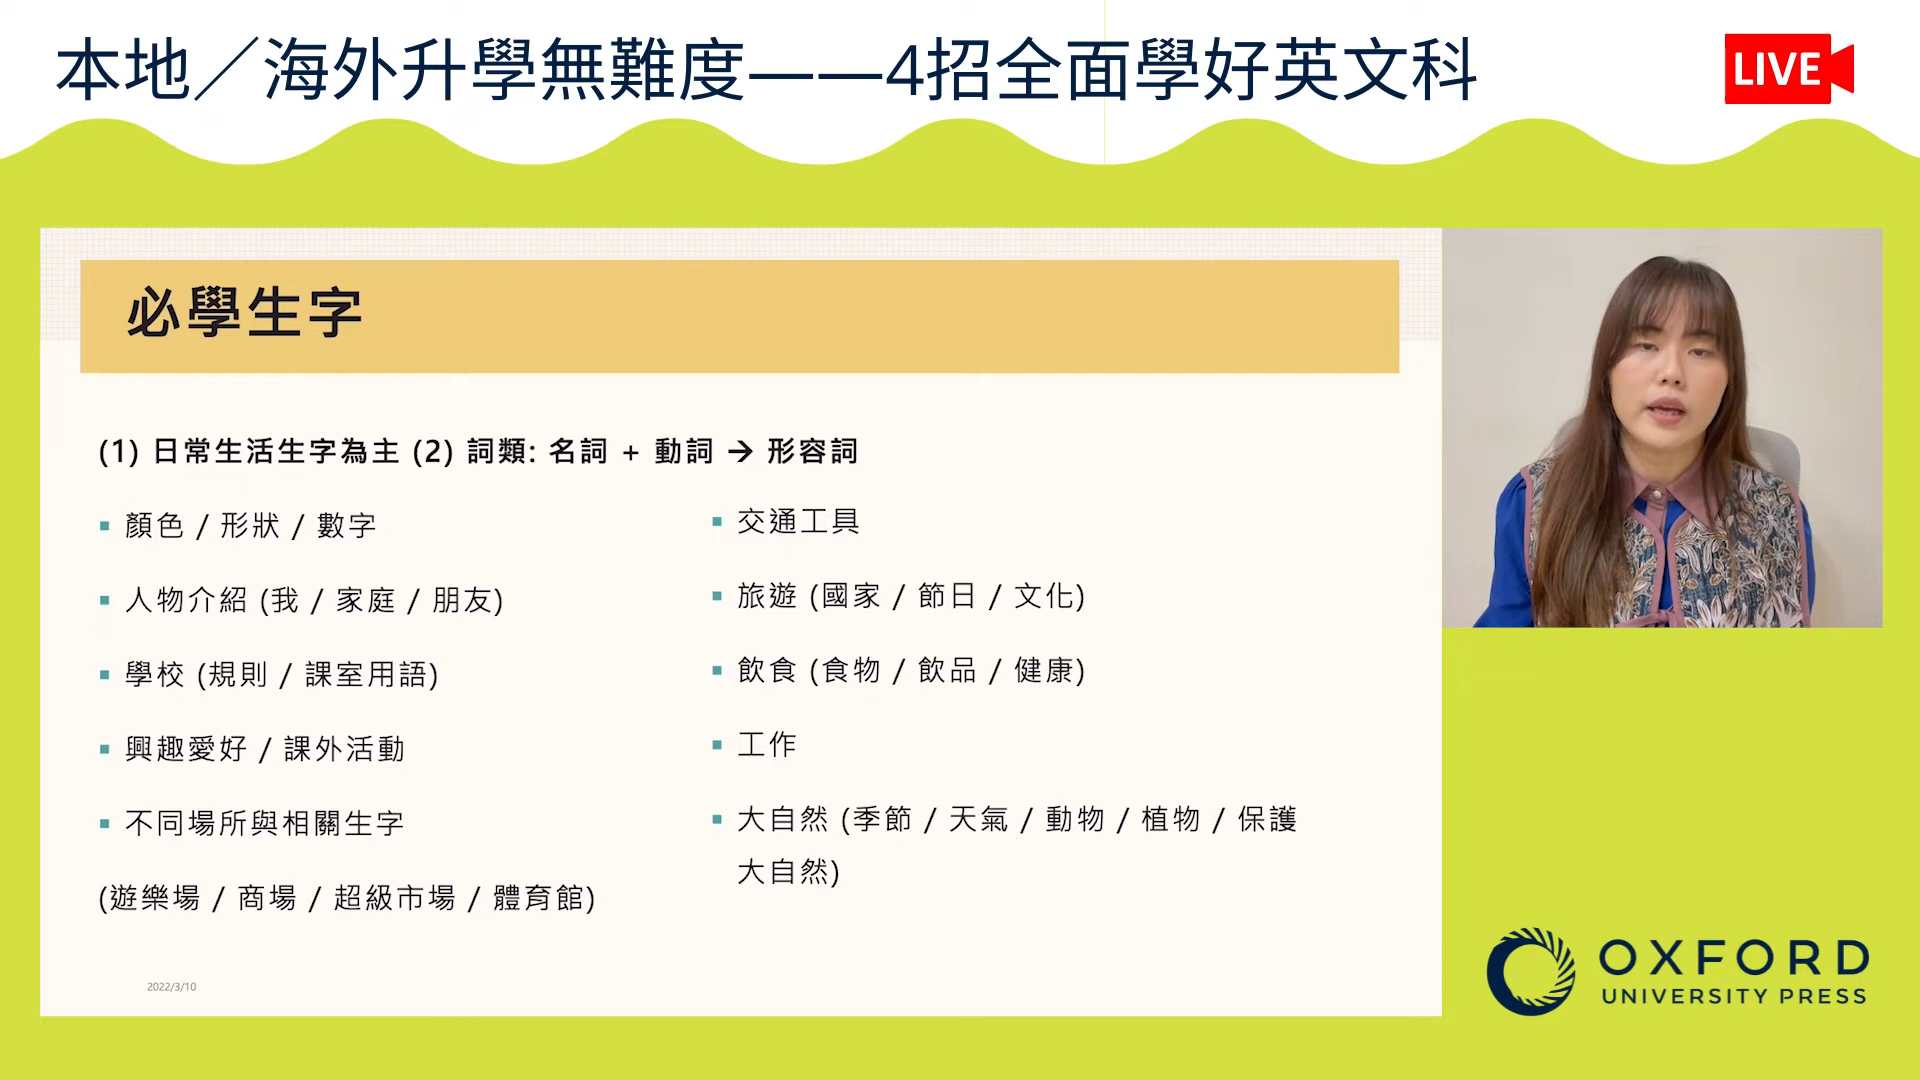 本地／海外升學無難度——4招全面學好英文科
LIVE
必學生字
(1) 日常生活生字為主 (2) 詞類: 名詞 + 動詞 → 形容詞
▪ 顏色 / 形狀 / 數字
▪ 人物介紹 (我 / 家庭 / 朋友)
▪ 學校 (規則 / 課室用語)
▪ 興趣愛好 / 課外活動
▪ 不同場所與相關生字
(遊樂場 / 商場 / 超級市場 / 體育館)
▪ 交通工具
▪ 旅遊 (國家 / 節日 / 文化)
▪ 飲食 (食物 / 飲品 / 健康)
▪ 工作
▪ 大自然 (季節 / 天氣 / 動物 / 植物 / 保護
大自然)
2022/3/10
OXFORD
UNIVERSITY PRESS